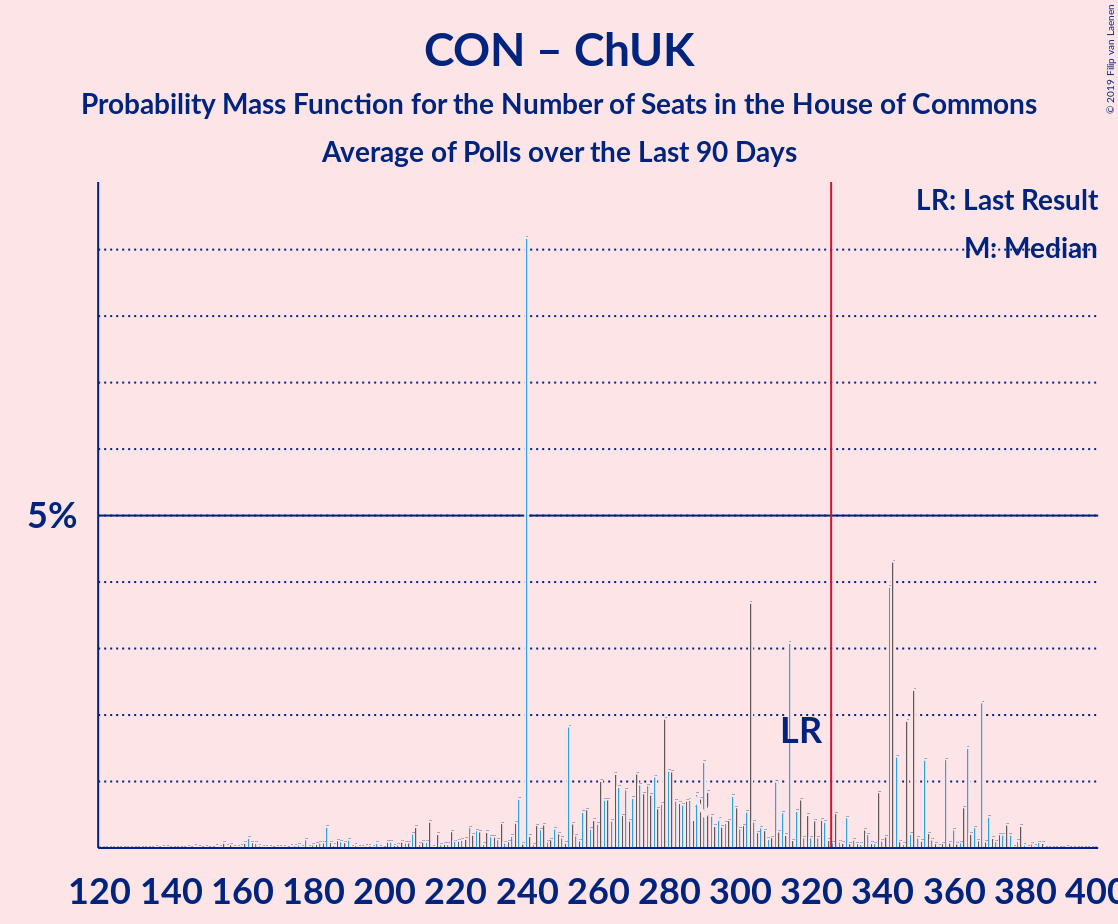 CON – ChUK
Probability Mass Function for the Number of Seats in the House of Commons
Average of Polls over the Last 90 Days
© 2019 Filip van Laenen
LR: Last Result
M: Median
5%
LR
120 140 160 180 200 220 240 260 280 300 320 340 360 380 400